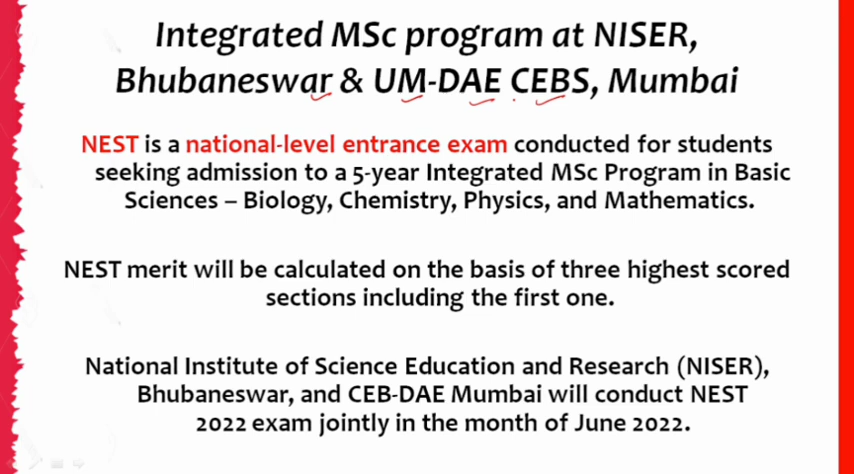 Integrated MSc program at NISER,
Bhubaneswar & UM-DAE CEBS, Mumbai
NEST is a national-level entrance exam conducted for students
seeking admission to a 5-year Integrated MSc Program in Basic
Sciences – Biology, Chemistry, Physics, and Mathematics.
NEST merit will be calculated on the basis of three highest scored
sections including the first one.
National Institute of Science Education and Research (NISER),
Bhubaneswar, and CEB-DAE Mumbai will conduct NEST
2022 exam jointly in the month of June 2022.